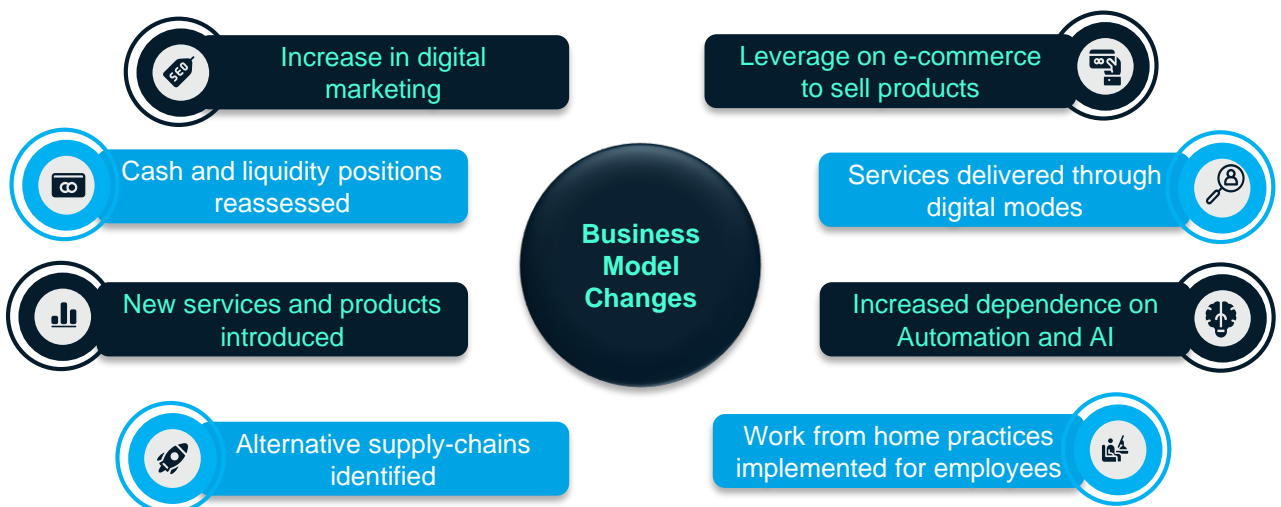 Increase in digital
marketing
Leverage on e-commerce
to sell products
Cash and liquidity positions
reassessed
Services delivered through
digital modes
Business
Model
Changes
New services and products
introduced
Increased dependence on
Automation and AI
Alternative supply-chains
identified
Work from home practices
implemented for employees
SEO